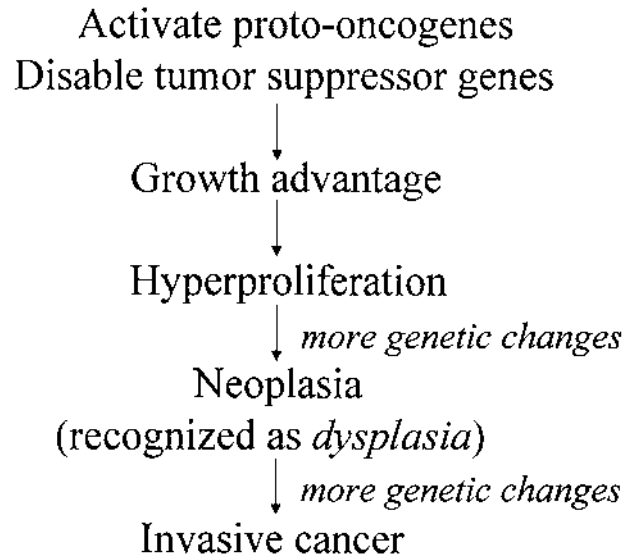 Activate proto-oncogenes
Disable tumor suppressor genes
Growth advantage
Hyperproliferation
more genetic changes
Neoplasia
(recognized as dysplasia)
more genetic changes
Invasive cancer